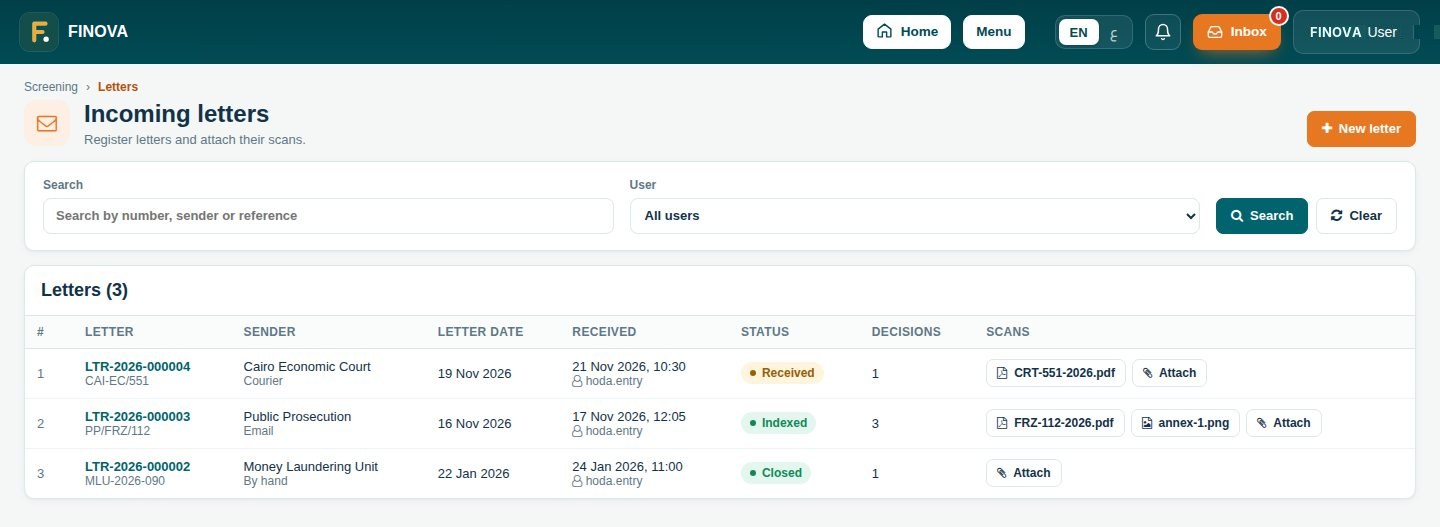 FINOVA
Home
Menu
EN
ع
Inbox
0
FINOVA User
Screening › Letters
Incoming letters
Register letters and attach their scans.
New letter
Search
User
Search by number, sender or reference
All users
Search
Clear
Letters (3)
# LETTER SENDER LETTER DATE RECEIVED STATUS DECISIONS SCANS
1 LTR-2026-000004 Cairo Economic Court 19 Nov 2026 21 Nov 2026, 10:30 Received 1 CRT-551-2026.pdf Attach
CAI-EC/551 Courier hoda.entry
2 LTR-2026-000003 Public Prosecution 16 Nov 2026 17 Nov 2026, 12:05 Indexed 3 FRZ-112-2026.pdf annex-1.png Attach
PP/FRZ/112 Email hoda.entry
3 LTR-2026-000002 Money Laundering Unit 22 Jan 2026 24 Jan 2026, 11:00 Closed 1 Attach
MLU-2026-090 By hand hoda.entry